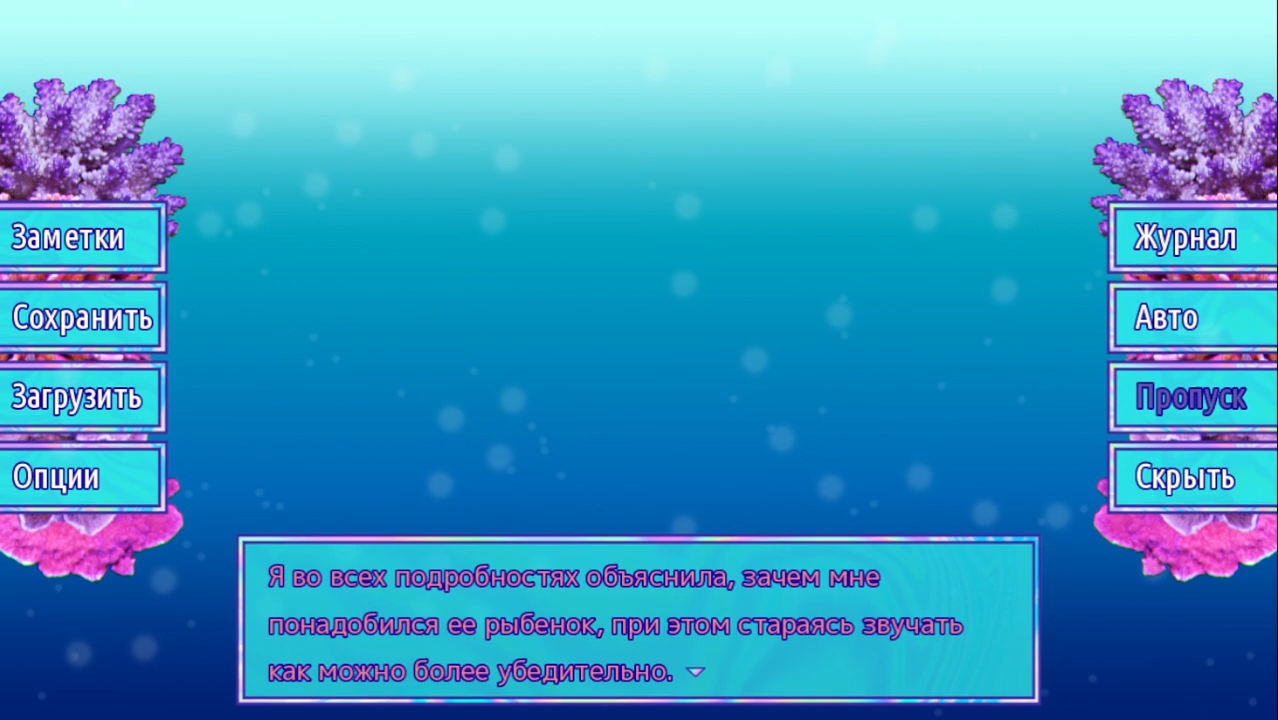 Заметки
Сохранить
Загрузить
Опции
Журнал
Авто
Пропуск
Скрыть
Я во всех подробностях объяснила, зачем мне
понадобился ее рыбенок, при этом стараясь звучать
как можно более убедительно.